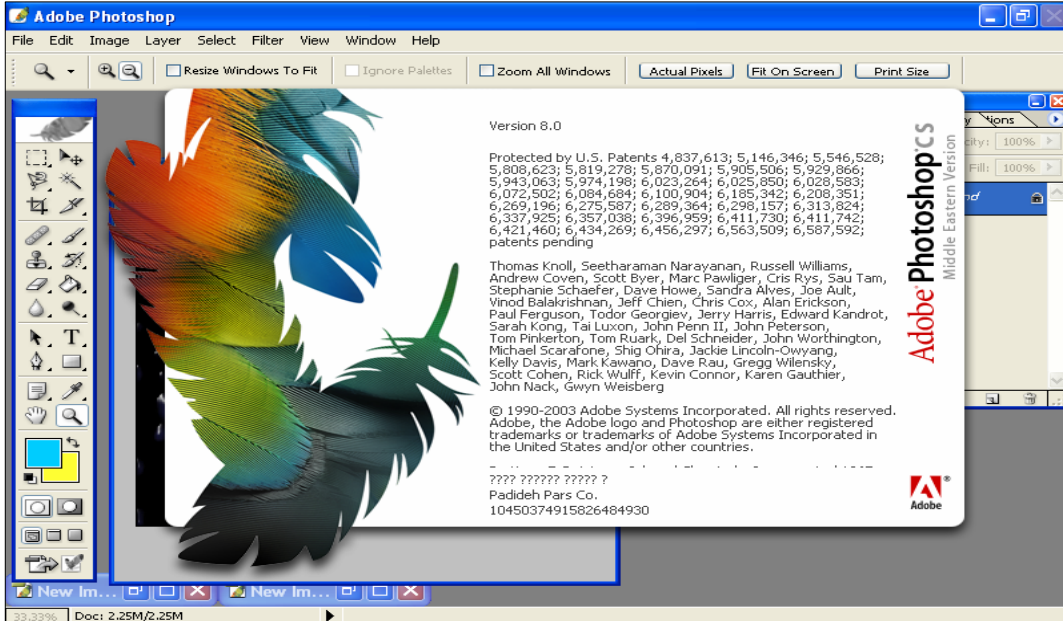 Adobe Photoshop
File Edit Image Layer Select Filter View Window Help
Resize Windows To Fit Ignore Palettes Zoom All Windows Actual Pixels Fit On Screen Print Size
Version 8.0
Protected by U.S. Patents 4,837,613; 5,146,346; 5,546,528;
5,808,623; 5,819,278; 5,870,091; 5,905,506; 5,929,866;
5,943,063; 5,974,198; 6,023,264; 6,025,850; 6,028,583;
6,072,502; 6,084,684; 6,100,904; 6,185,342; 6,208,351;
6,269,196; 6,275,587; 6,289,364; 6,298,157; 6,313,824;
6,337,925; 6,357,038; 6,396,959; 6,411,730; 6,411,742;
6,421,460; 6,434,269; 6,456,297; 6,563,509; 6,587,592;
patents pending
Thomas Knoll, Seetharaman Narayanan, Russell Williams,
Andrew Coven, Scott Byer, Marc Pawliger, Cris Rys, Sau Tam,
Stephanie Schaefer, Dave Howe, Sandra Alves, Joe Ault,
Vinod Balakrishnan, Jeff Chien, Chris Cox, Alan Erickson,
Paul Ferguson, Todor Georgiev, Jerry Harris, Edward Kandrot,
Sarah Kong, Tai Luxon, John Penn II, John Peterson,
Tom Pinkerton, Tom Ruark, Del Schneider, John Worthington,
Michael Scarafone, Shig Ohira, Jackie Lincoln-Owyang,
Kelly Davis, Mark Kawano, Dave Rau, Gregg Wilensky,
Scott Cohen, Rick Wulff, Kevin Connor, Karen Gauthier,
John Nack, Gwyn Weisberg
© 1990-2003 Adobe Systems Incorporated. All rights reserved.
Adobe, the Adobe logo and Photoshop are either registered
trademarks or trademarks of Adobe Systems Incorporated in
the United States and/or other countries.
???? ?????? ????? ?
Padideh Pars Co.
10450374915826484930
Adobe® Photoshop® CS
Middle Eastern Version
Adobe
100%
Fill: 100%
New Im... New Im...
33.33% Doc: 2.25M/2.25M